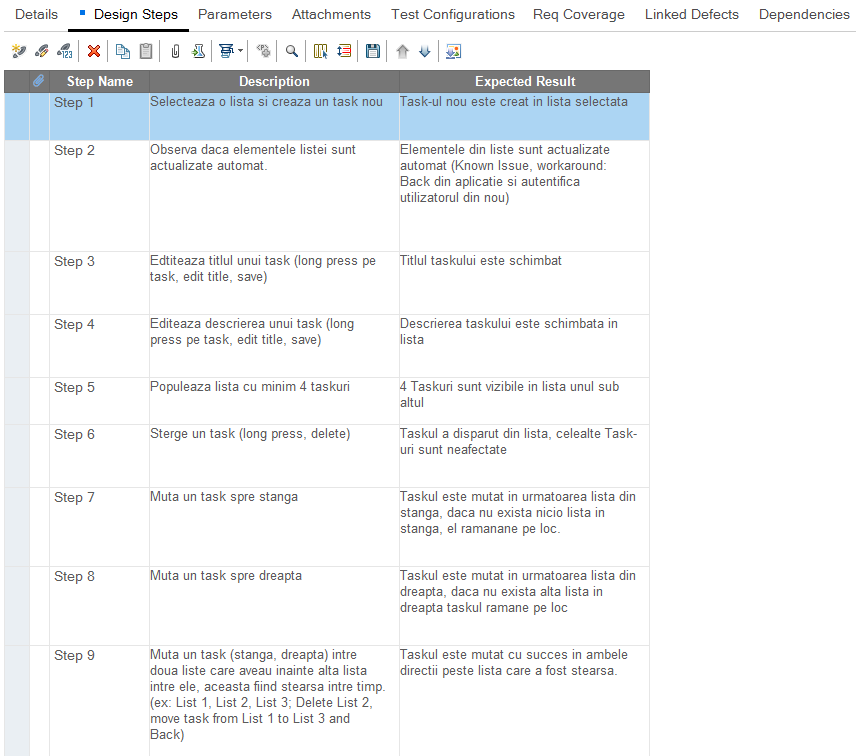 Details Design Steps Parameters Attachments Test Configurations Req Coverage Linked Defects Dependencies
Step Name Description Expected Result
Step 1
Selecteaza o lista si creaza un task nou
Task-ul nou este creat in lista selectata
Step 2
Observa daca elementele listei sunt
actualizate automat.
Elementele din liste sunt actualizate
automat (Known Issue, workaround:
Back din aplicatie si autentifica
utilizatorul din nou)
Step 3
Edtiteaza titlul unui task (long press pe
task, edit title, save)
Titlul taskului este schimbat
Step 4
Editeaza descrierea unui task (long
press pe task, edit title, save)
Descrierea taskului este schimbata in
lista
Step 5
Populeaza lista cu minim 4 taskuri
4 Taskuri sunt vizibile in lista unul sub
altul
Step 6
Sterge un task (long press, delete)
Taskul a disparut din lista, celealte Task-
uri sunt neafectate
Step 7
Muta un task spre stanga
Taskul este mutat in urmatoarea lista din
stanga, daca nu exista nicio lista in
stanga, el ramanane pe loc.
Step 8
Muta un task spre dreapta
Taskul este mutat in urmatoarea lista din
dreapta, daca nu exista alta lista in
dreapta taskul ramane pe loc
Step 9
Muta un task (stanga, dreapta) intre
doua liste care aveau inainte alta lista
intre ele, aceasta fiind stearsa intre timp.
(ex: List 1, List 2, List 3; Delete List 2,
move task from List 1 to List 3 and
Back)
Taskul este mutat cu succes in ambele
directii peste lista care a fost stearsa.